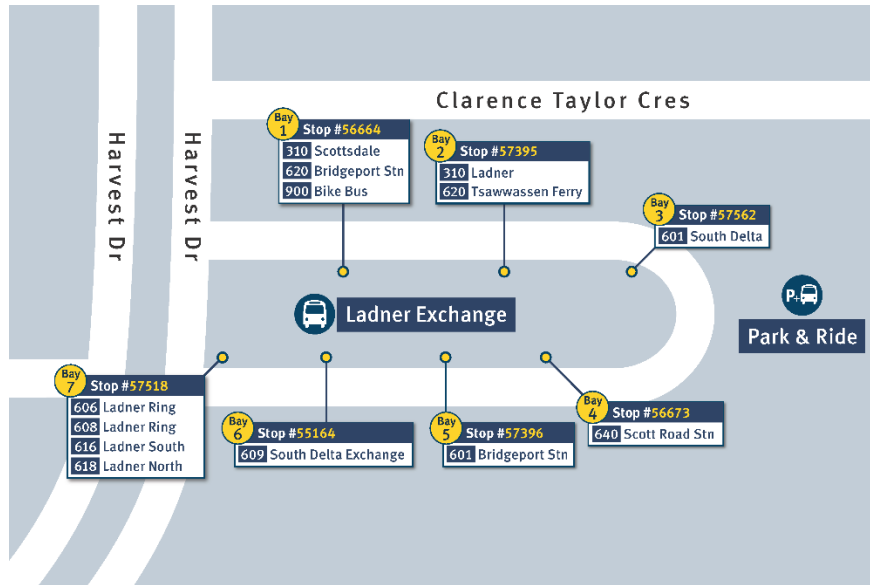 Clarence Taylor Cres
Harvest Dr
Harvest Dr
Bay 1
Stop #56664
310 Scottsdale
620 Bridgeport Stn
900 Bike Bus
Bay 2
Stop #57395
310 Ladner
620 Tsawwassen Ferry
Bay 3
Stop #57562
601 South Delta
Ladner Exchange
P+
Park & Ride
Bay 7
Stop #57518
606 Ladner Ring
608 Ladner Ring
616 Ladner South
618 Ladner North
Bay 6
Stop #55164
609 South Delta Exchange
Bay 5
Stop #57396
601 Bridgeport Stn
Bay 4
Stop #56673
640 Scott Road Stn